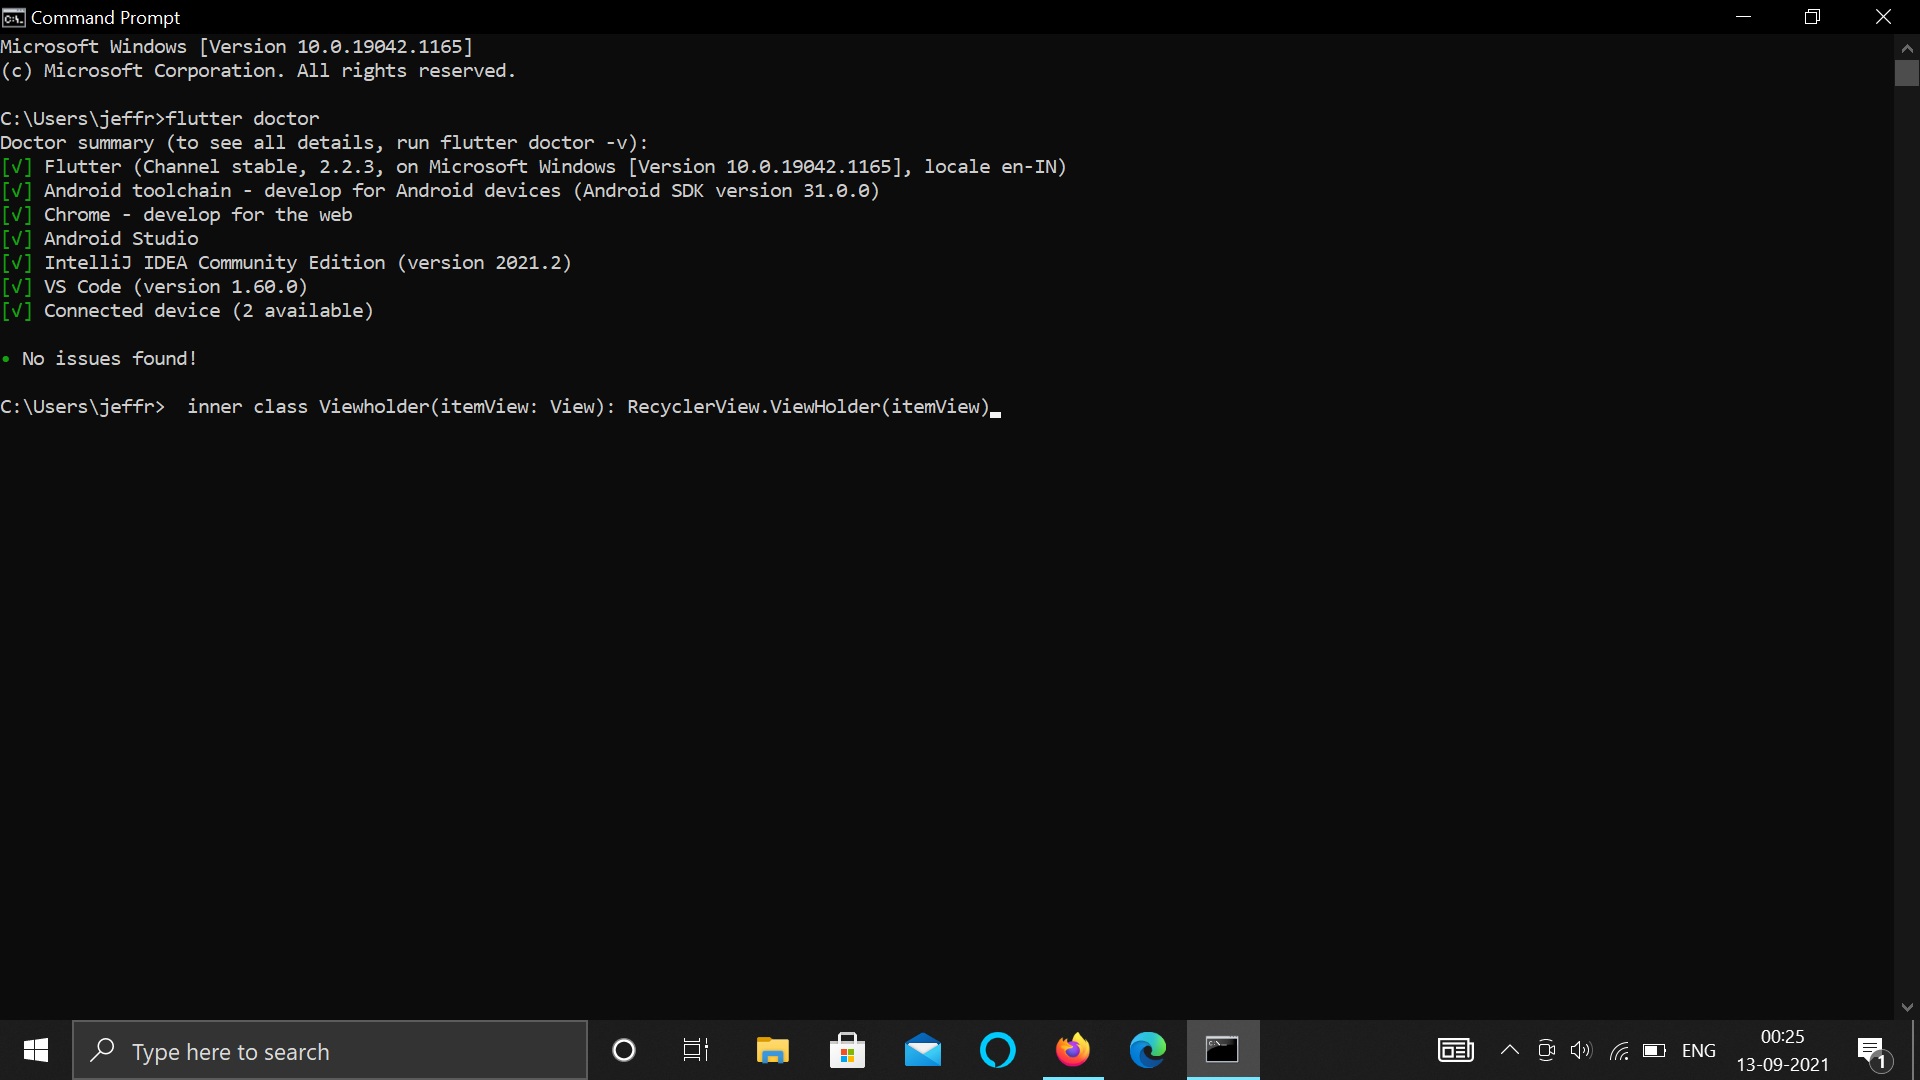 Command Prompt
Microsoft Windows [Version 10.0.19042.1165]
(c) Microsoft Corporation. All rights reserved.
C:\Users\jeffr>flutter doctor
Doctor summary (to see all details, run flutter doctor -v):
[√] Flutter (Channel stable, 2.2.3, on Microsoft Windows [Version 10.0.19042.1165], locale en-IN)
[√] Android toolchain - develop for Android devices (Android SDK version 31.0.0)
[√] Chrome - develop for the web
[√] Android Studio
[√] IntelliJ IDEA Community Edition (version 2021.2)
[√] VS Code (version 1.60.0)
[√] Connected device (2 available)
• No issues found!
C:\Users\jeffr>  inner class Viewholder(itemView: View): RecyclerView.ViewHolder(itemView)
Type here to search
ENG
00:25
13-09-2021
1